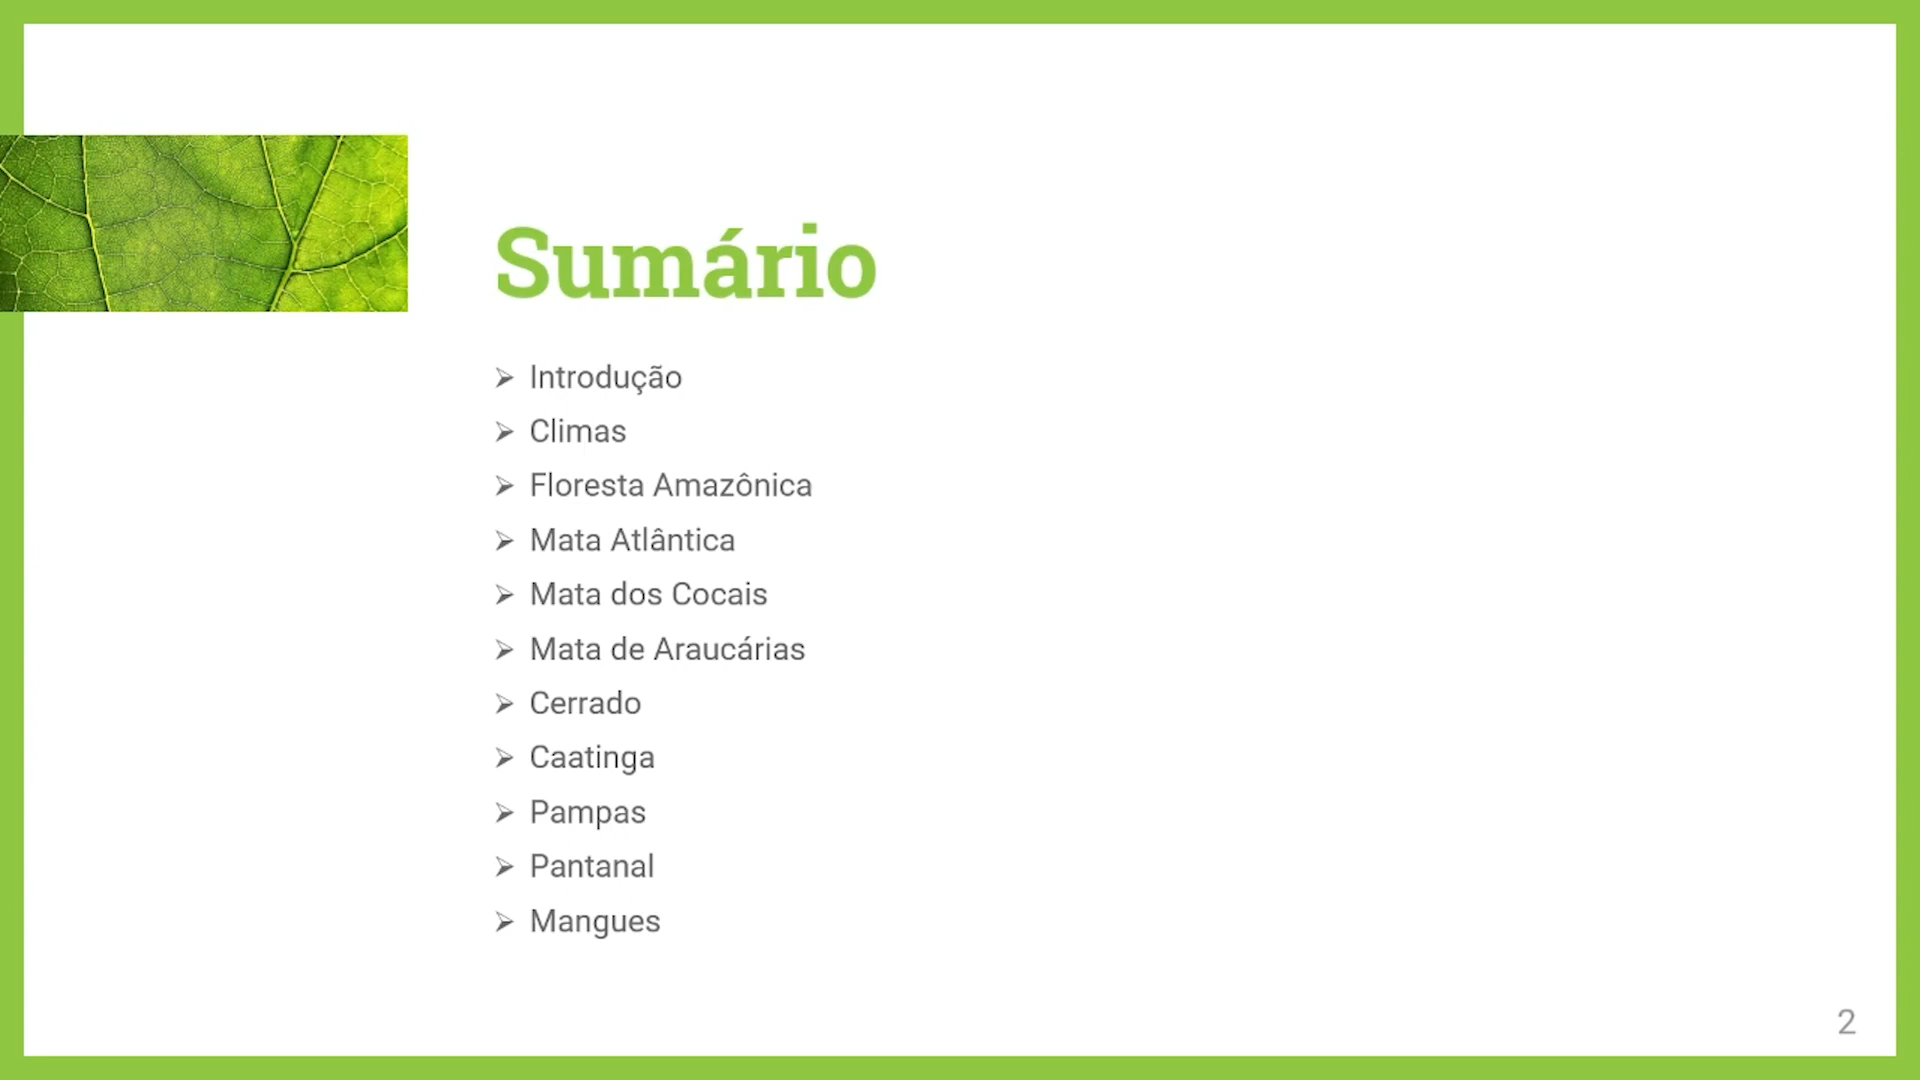 Sumário
➢ Introdução
➢ Climas
➢ Floresta Amazônica
➢ Mata Atlântica
➢ Mata dos Cocais
➢ Mata de Araucárias
➢ Cerrado
➢ Caatinga
➢ Pampas
➢ Pantanal
➢ Mangues
2